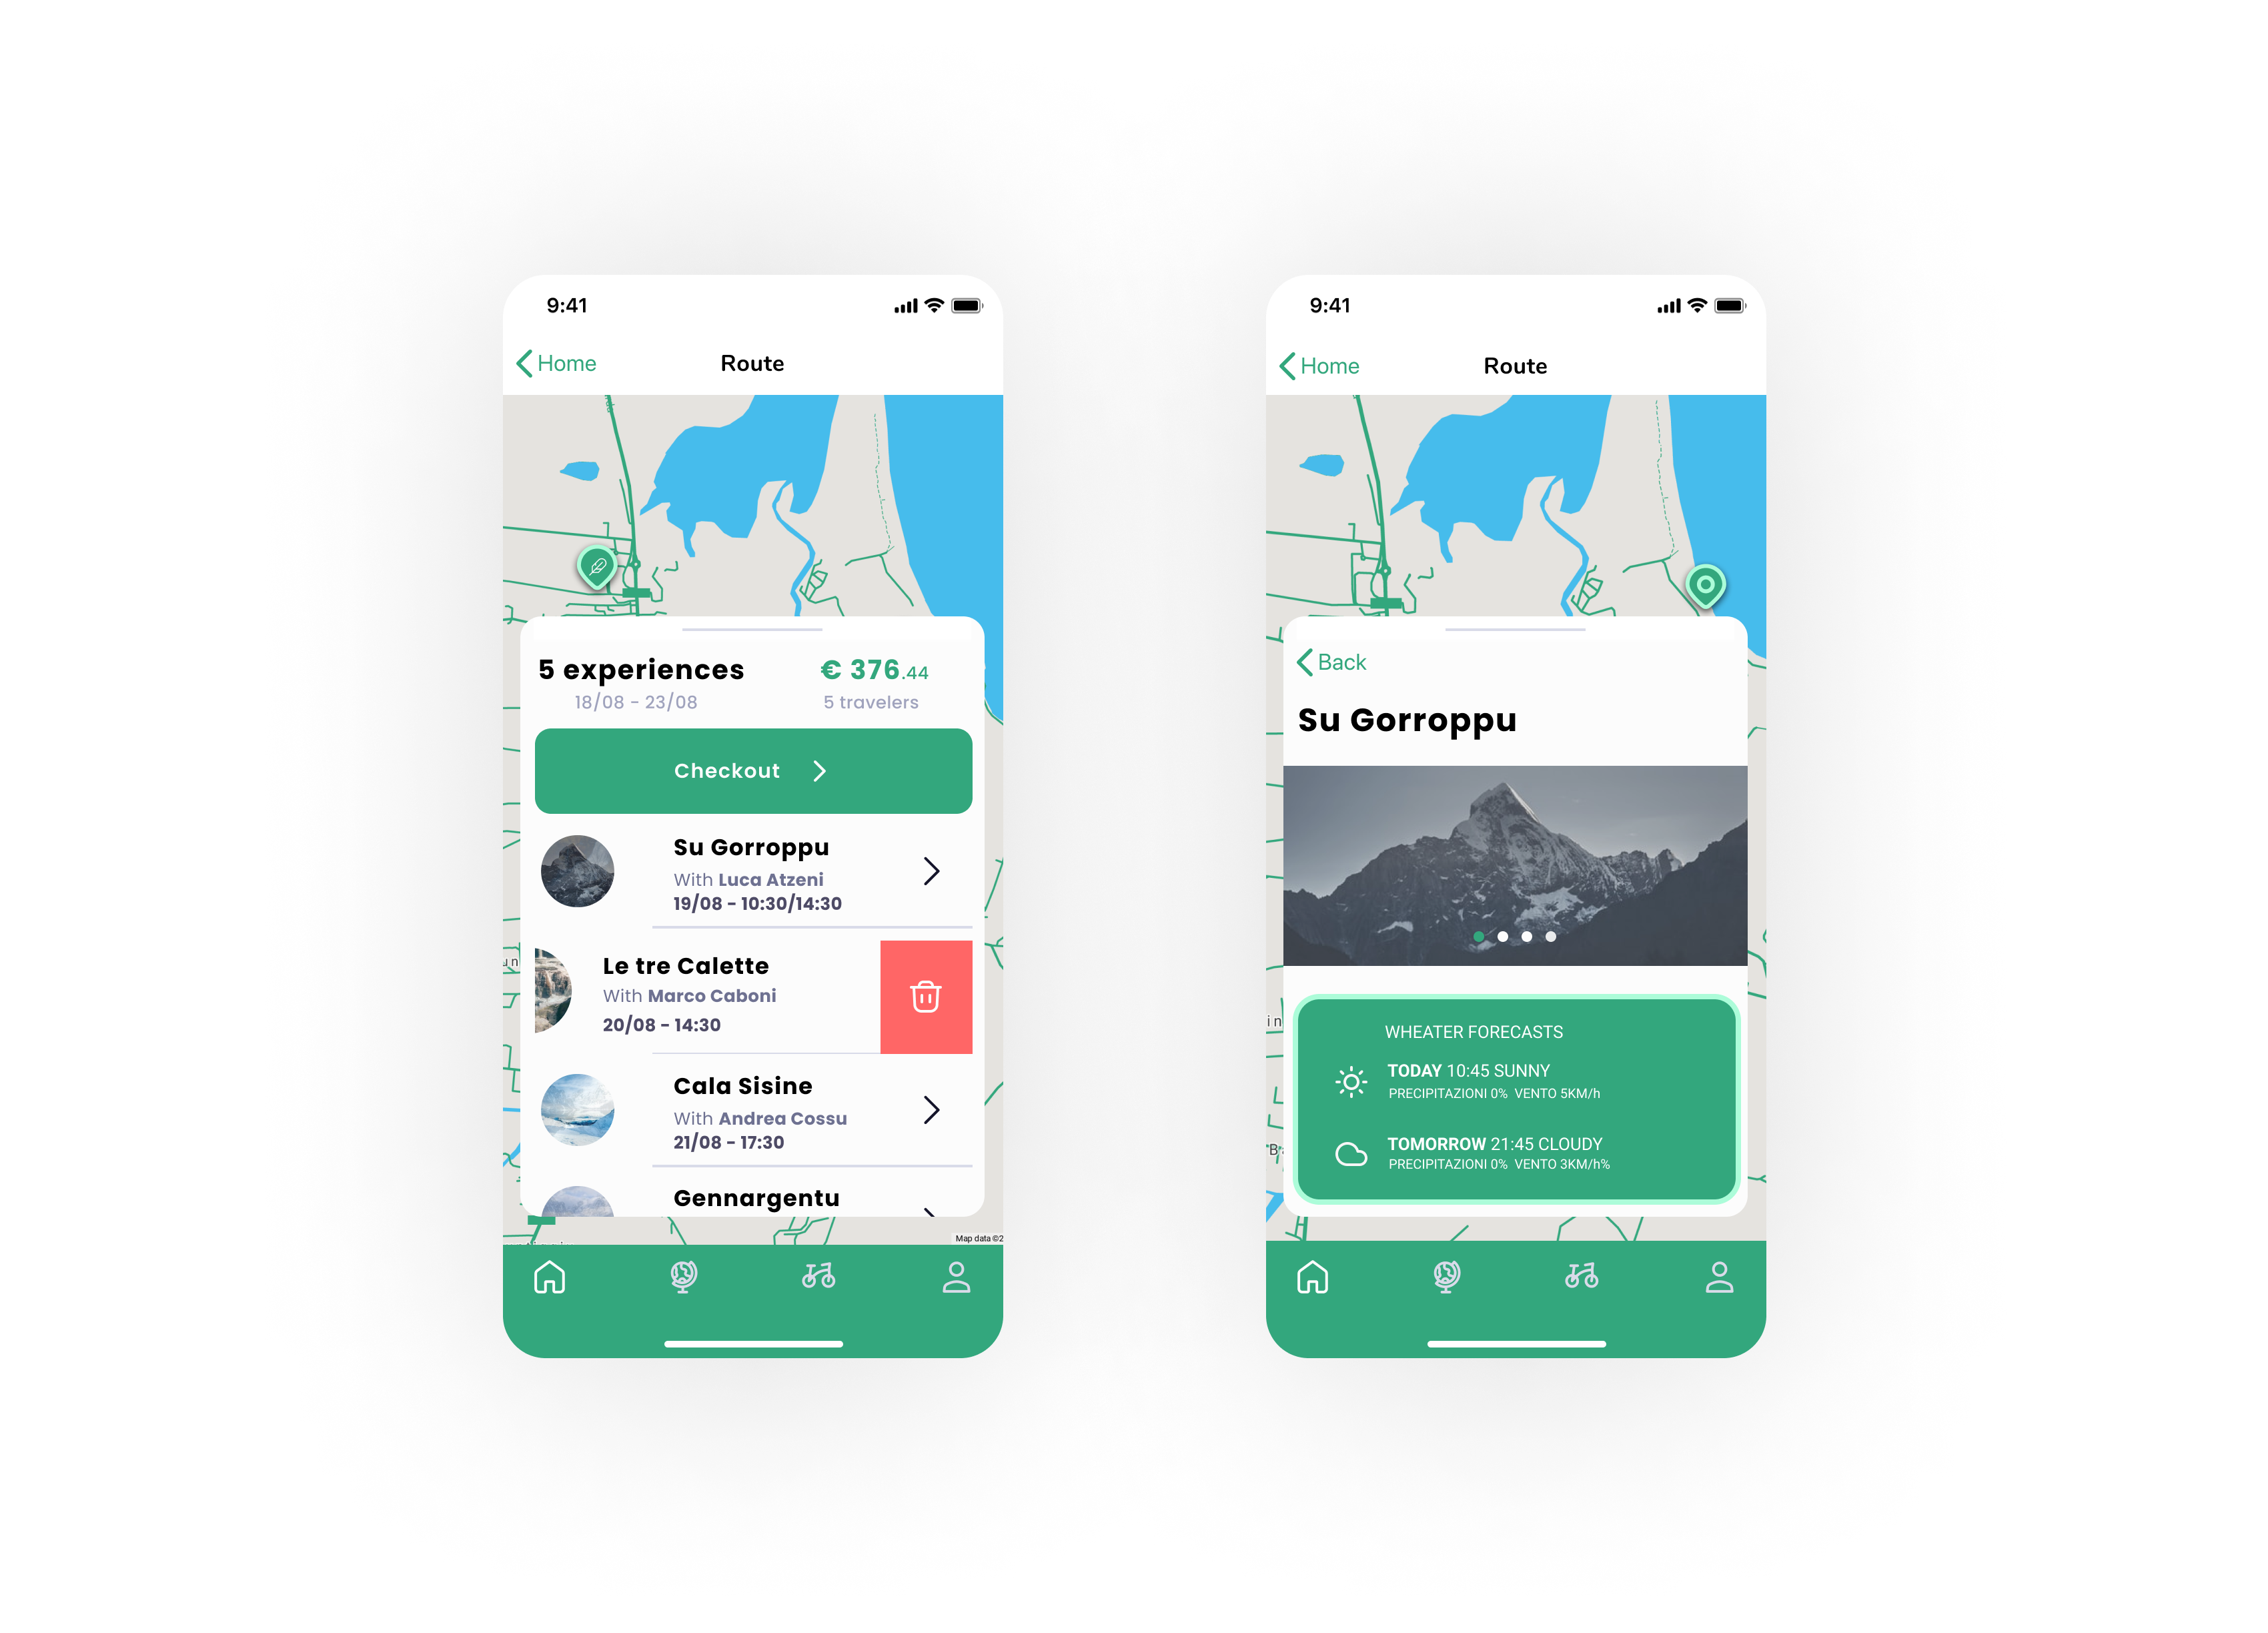 9:41
Home
Route
5 experiences
€ 376.44
18/08 - 23/08
5 travelers
Checkout
Su Gorroppu
With Luca Atzeni
19/08 - 10:30/14:30
Le tre Calette
With Marco Caboni
20/08 - 14:30
Cala Sisine
With Andrea Cossu
21/08 - 17:30
Gennargentu
Map data ©2
9:41
Home
Route
Back
Su Gorroppu
WHEATER FORECASTS
TODAY 10:45 SUNNY
PRECIPITAZIONI 0% VENTO 5KM/h
TOMORROW 21:45 CLOUDY
PRECIPITAZIONI 0% VENTO 3KM/h%